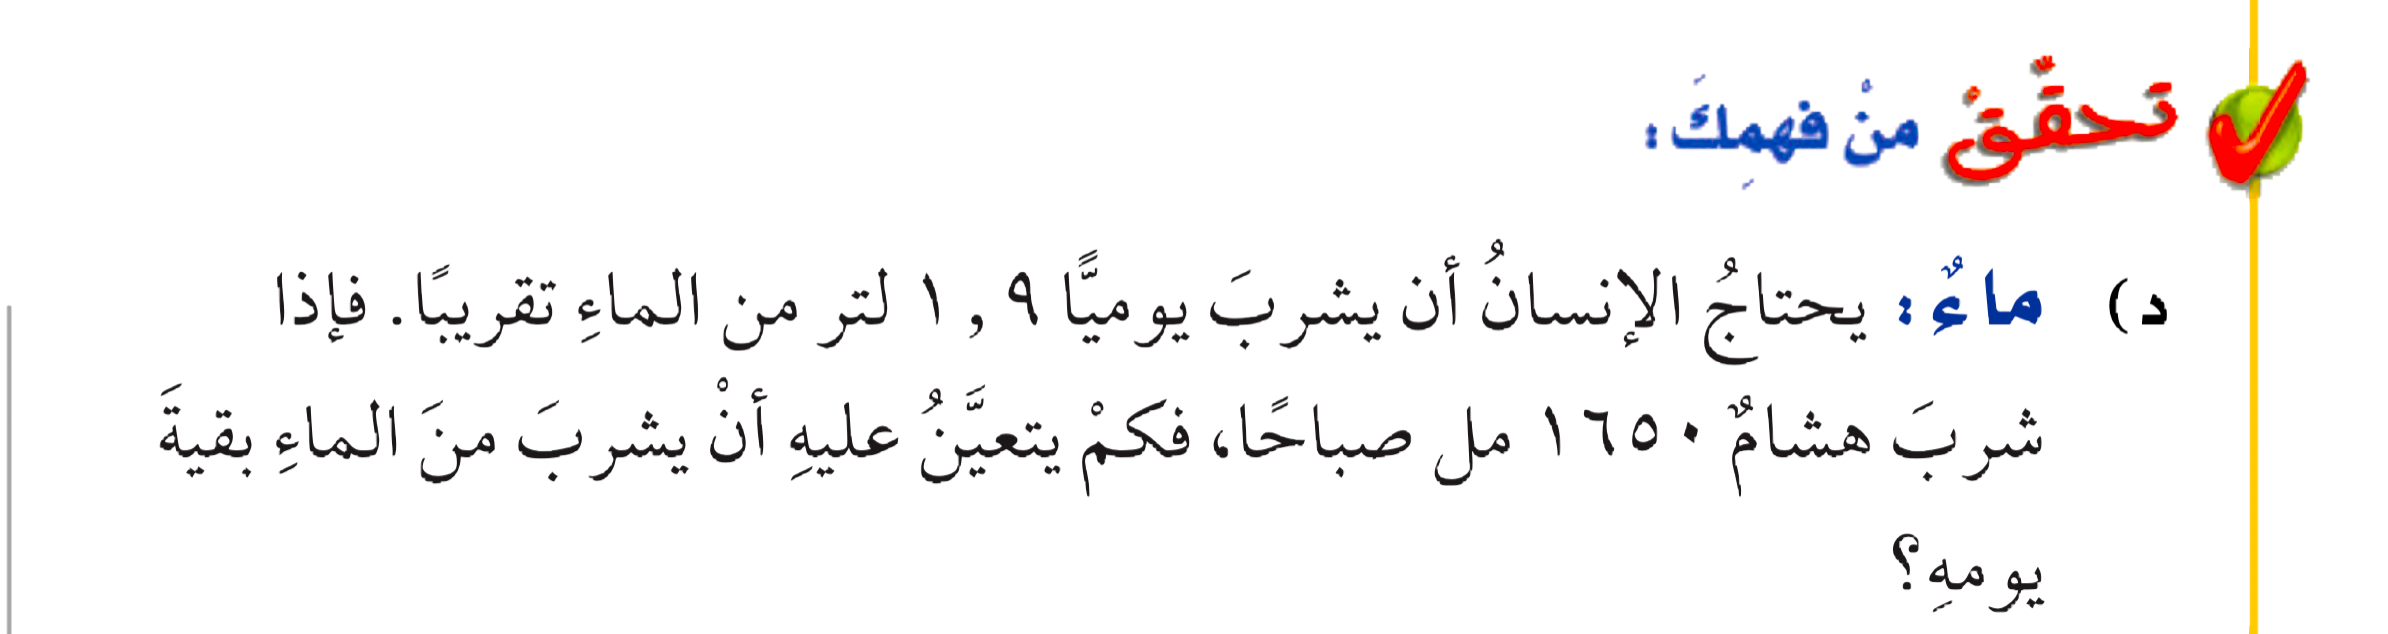 تحقَّقْ منْ فهمِكَ:
د) ماءٌ: يحتاجُ الإنسانُ أن يشربَ يوميًّا ١,٩ لتر من الماءِ تقريبًا. فإذا
شربَ هشامٌ ١٦٥٠ مل صباحًا، فكمْ يتعيَّنُ عليهِ أنْ يشربَ منَ الماءِ بقيةَ
يومهِ؟